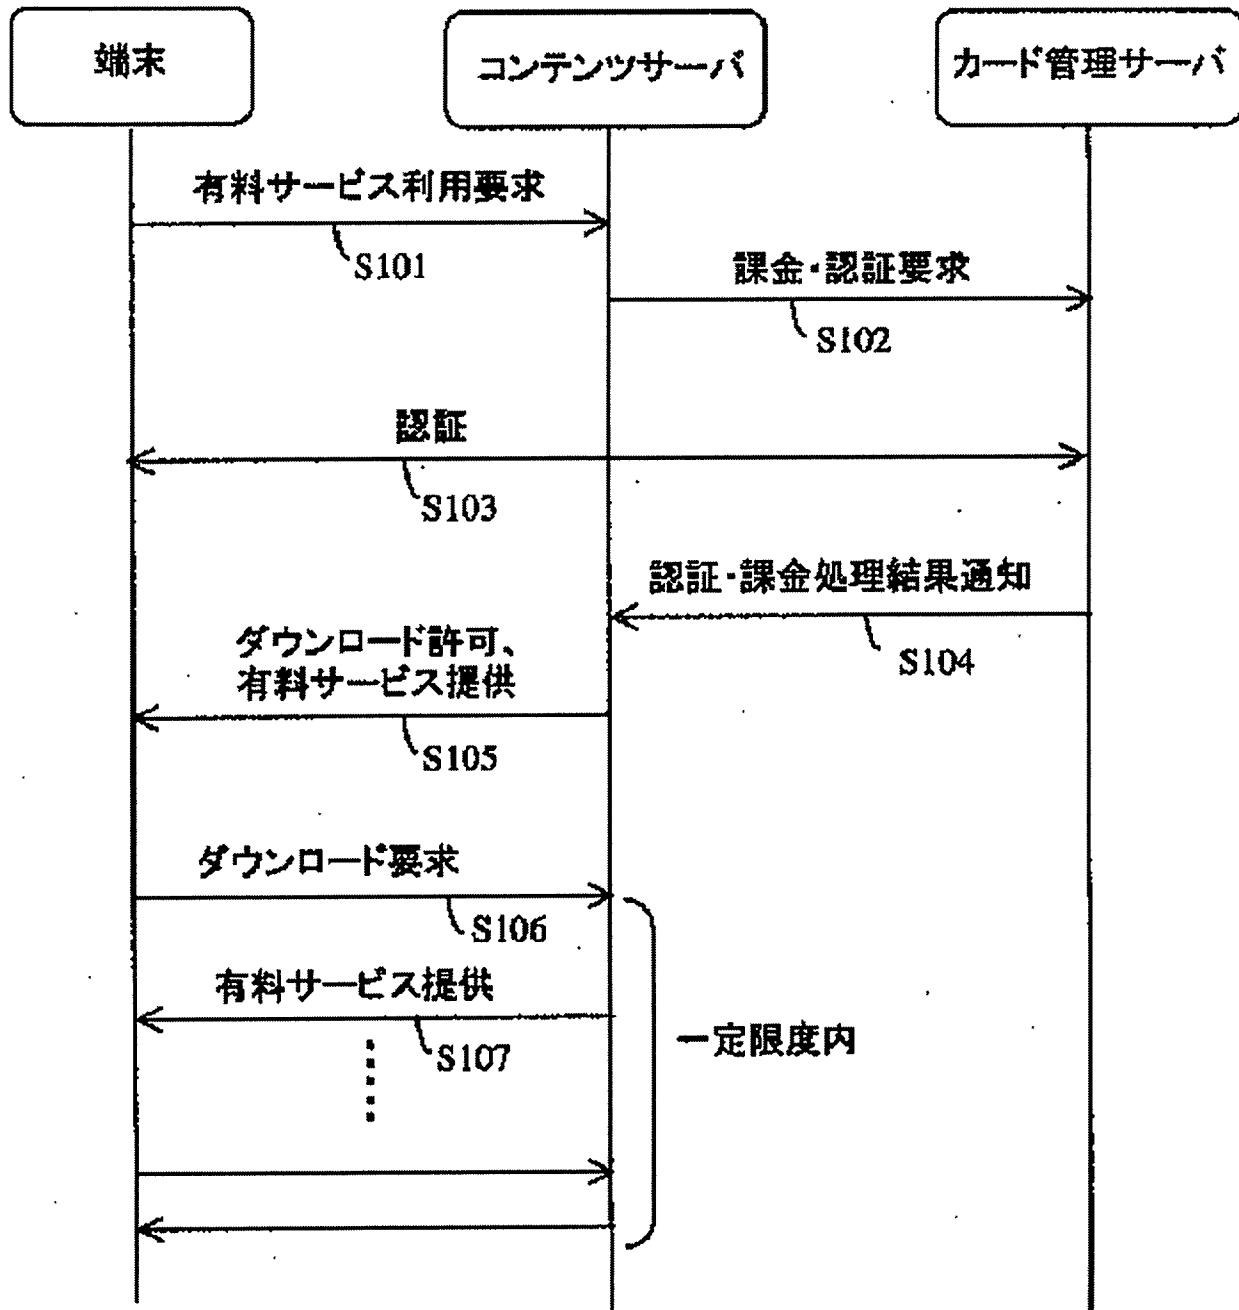 端末
コンテンツサーバ
カード管理サーバ
有料サービス利用要求
S101
課金・認証要求
S102
認証
S103
認証・課金処理結果通知
S104
ダウンロード許可、
有料サービス提供
S105
ダウンロード要求
S106
有料サービス提供
S107
一定限度内